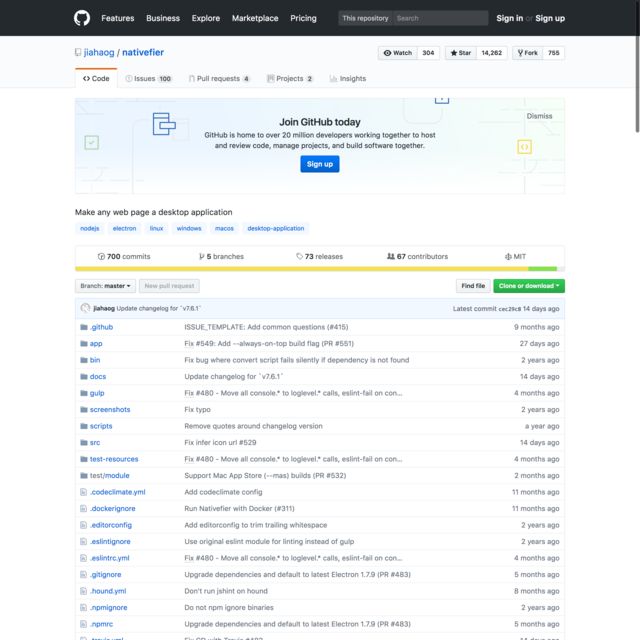 Features Business Explore Marketplace Pricing This repository Search Sign in or Sign up
jiahaog / nativefier Watch 304 Star 14,262 Fork 755
Code Issues 100 Pull requests 4 Projects 2 Insights
Join GitHub today
Dismiss
GitHub is home to over 20 million developers working together to host
and review code, manage projects, and build software together.
Sign up
Make any web page a desktop application
nodejs electron linux windows macos desktop-application
700 commits 5 branches 73 releases 67 contributors MIT
Branch: master New pull request Find file Clone or download
jiahaog Update changelog for `v7.6.1` Latest commit cec29c8 14 days ago
.github ISSUE_TEMPLATE: Add common questions (#415) 9 months ago
app Fix #549: Add --always-on-top build flag (PR #551) 27 days ago
bin Fix bug where convert script fails silently if dependency is not found 2 years ago
docs Update changelog for `v7.6.1` 14 days ago
gulp Fix #480 - Move all console.* to loglevel.* calls, eslint-fail on con... 4 months ago
screenshots Fix typo 2 years ago
scripts Remove quotes around changelog version a year ago
src Fix infer icon url #529 14 days ago
test-resources Fix #480 - Move all console.* to loglevel.* calls, eslint-fail on con... 4 months ago
test/module Support Mac App Store (--mas) builds (PR #532) 2 months ago
.codeclimate.yml Add codeclimate config 11 months ago
.dockerignore Run Nativefier with Docker (#311) 11 months ago
.editorconfig Add editorconfig to trim trailing whitespace 2 years ago
.eslintignore Use original eslint module for linting instead of gulp 2 years ago
.eslintrc.yml Fix #480 - Move all console.* to loglevel.* calls, eslint-fail on con... 4 months ago
.gitignore Upgrade dependencies and default to latest Electron 1.7.9 (PR #483) 5 months ago
.hound.yml Don't run jshint on hound 8 months ago
.npmignore Do not npm ignore binaries 2 years ago
.npmrc Upgrade dependencies and default to latest Electron 1.7.9 (PR #483) 5 months ago